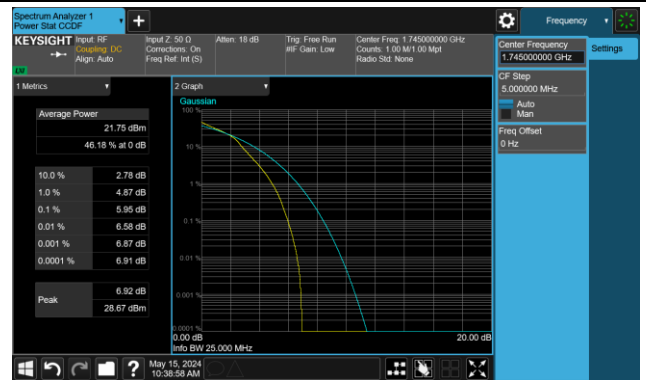 Spectrum Analyzer 1
Power Stat CCDF
Frequency
KEYSIGHT
Input: RF
Coupling: DC
Align: Auto
Input Z: 50 Ω
Corrections: On
Freq Ref: Int (S)
Atten: 18 dB
Trig: Free Run
#IF Gain: Low
Center Freq: 1.745000000 GHz
Counts: 1.00 M/1.00 Mpt
Radio Std: None
Center Frequency
1.745000000 GHz
Settings
CF Step
5.000000 MHz
Auto
Man
Freq Offset
0 Hz
1 Metrics
Average Power
21.75 dBm
46.18 % at 0 dB
10.0 % 2.78 dB
1.0 % 4.87 dB
0.1 % 5.95 dB
0.01 % 6.58 dB
0.001 % 6.87 dB
0.0001 % 6.91 dB
Peak
6.92 dB
28.67 dBm
2 Graph
Gaussian
100 %
10 %
1 %
0.1 %
0.01 %
0.001 %
0.0001 %
0.00 dB
20.00 dB
Info BW 25.000 MHz
May 15, 2024
10:38:58 AM